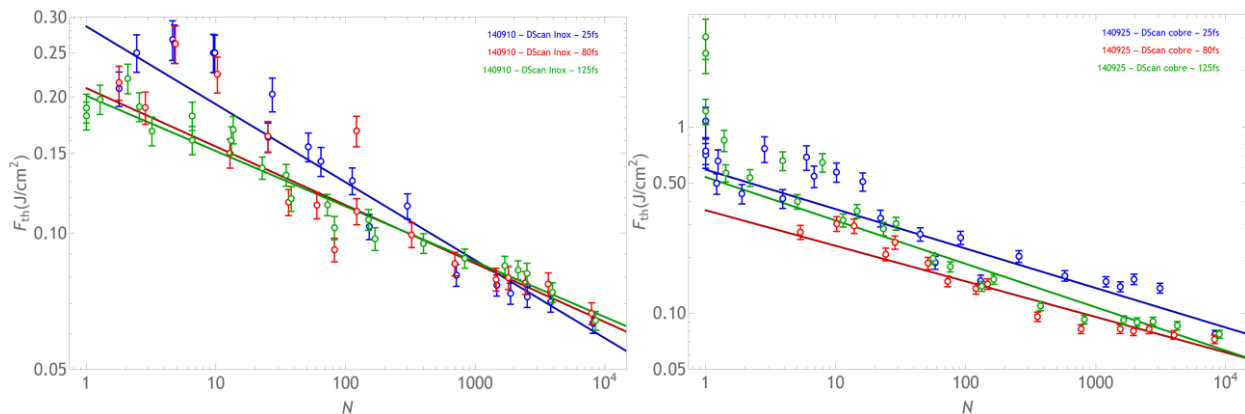 140910 – DScan Inox – 25fs
140910 – DScan Inox – 80fs
140910 – DScan Inox – 125fs
F_th(J/cm²)
0.30
0.25
0.20
0.15
0.10
0.05
1 10 100 1000 10⁴
N
140925 – DScan cobre – 25fs
140925 – DScan cobre – 80fs
140925 – DScan cobre – 125fs
F_th(J/cm²)
1
0.50
0.10
0.05
1 10 100 1000 10⁴
N